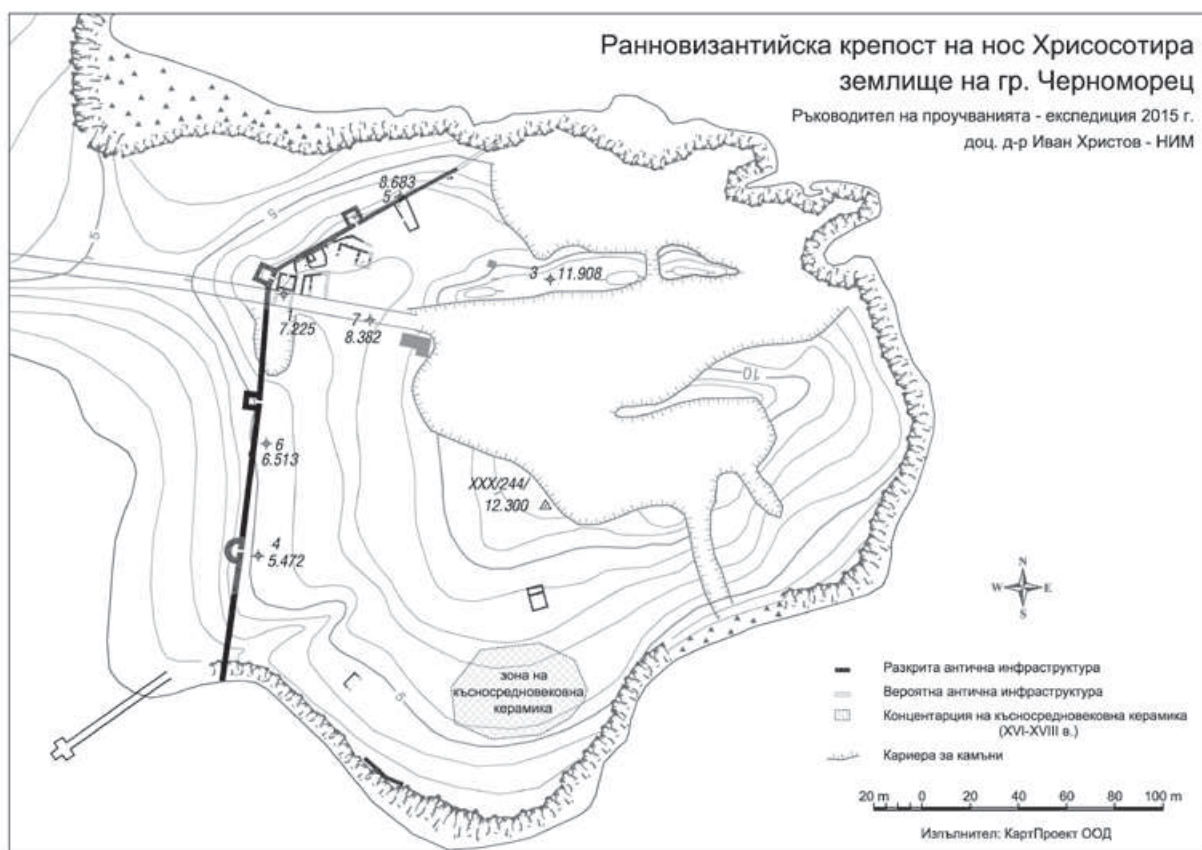 Ранновизантийска крепост на нос Хрисосотира
землище на гр. Черноморец
Ръководител на проучванията - експедиция 2015 г.
доц. д-р Иван Христов - НИМ
8.683
5
5
5
3 11.908
1
7.225
7
8.382
10
6
6.513
XXX/244/
12.300
4
5.472
N
W E
S
зона на
късносредновековна
керамика
5
Разкрита антична инфраструктура
Вероятна антична инфраструктура
Концентарция на късносредновековна керамика
(XVI-XVIII в.)
Кариера за камъни
20 m 0 20 40 60 80 100 m
Изпълнител: КартПроект ООД